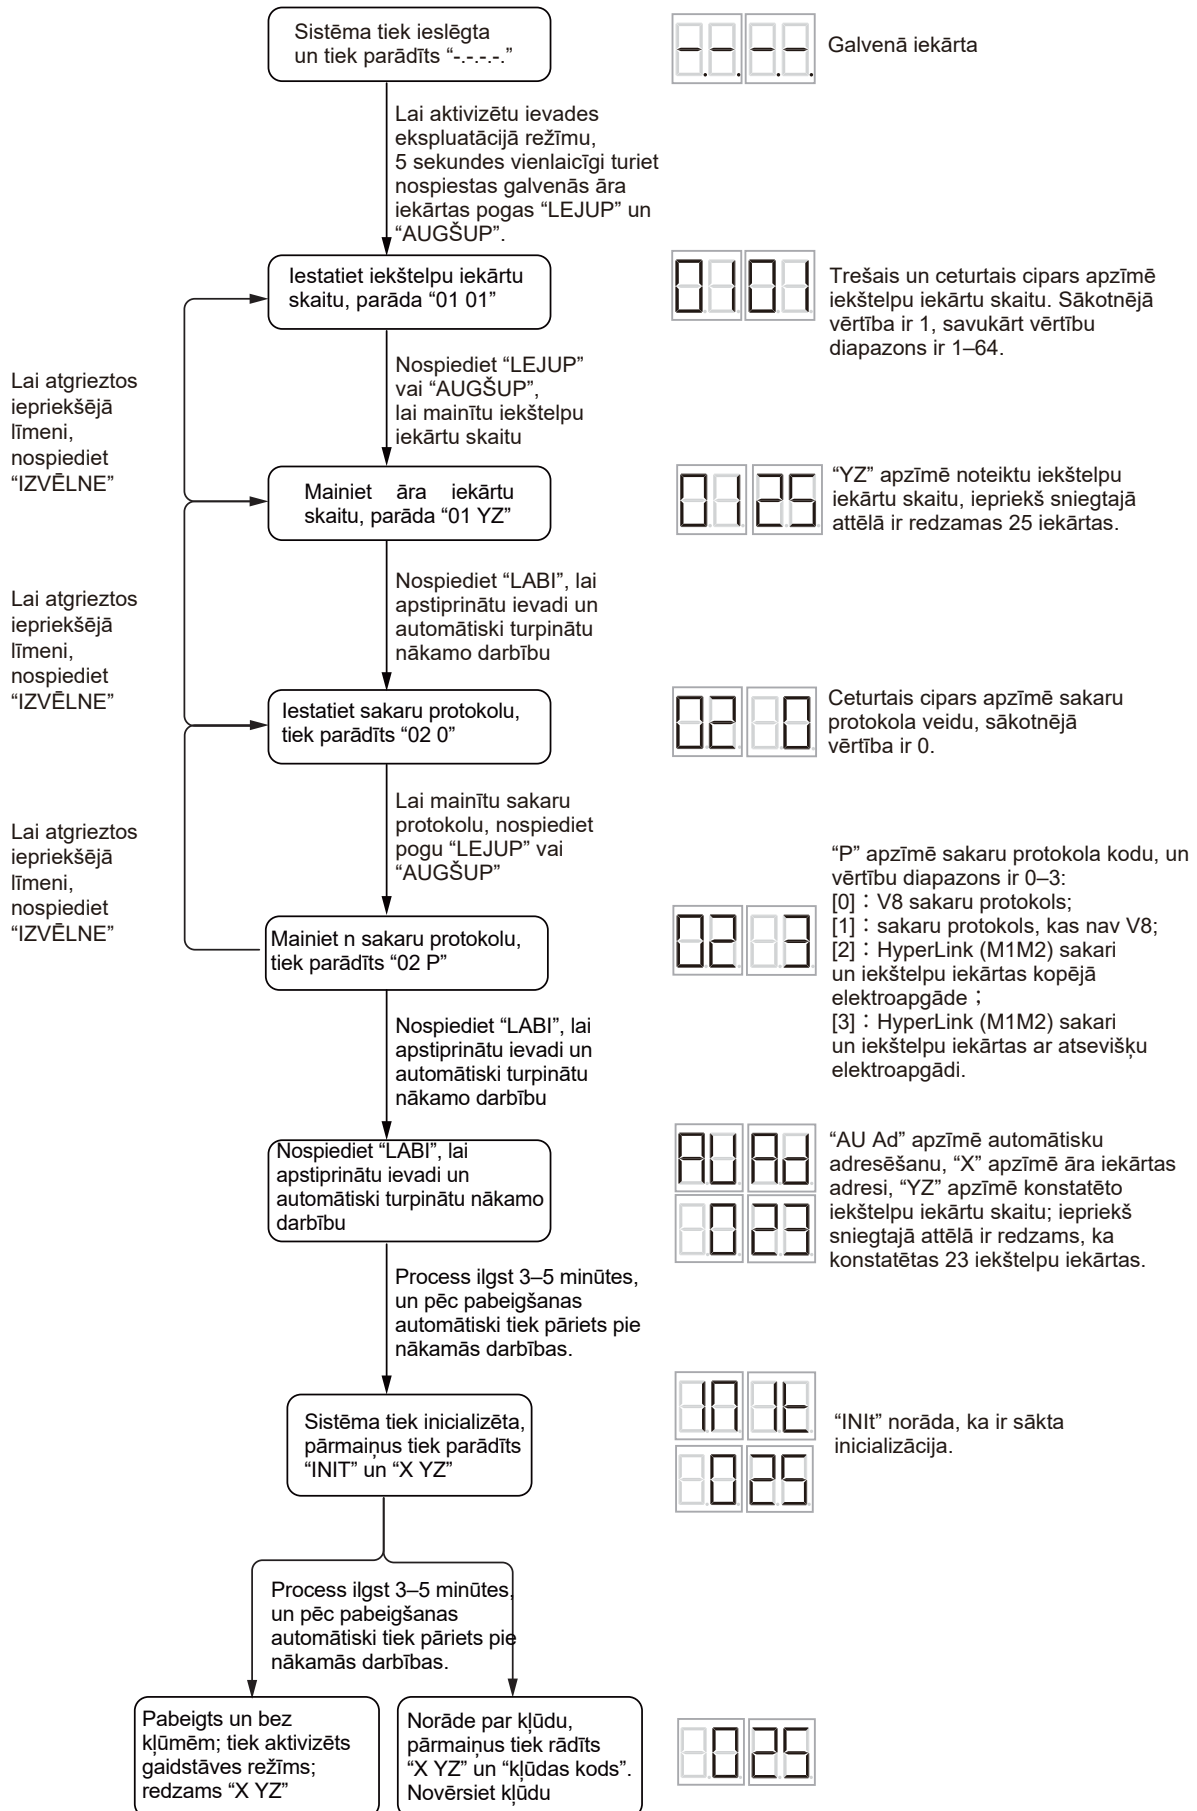 Sistēma tiek ieslēgta
un tiek parādīts “-.-.-.-.”
Galvenā iekārta
Lai aktivizētu ievades
ekspluatācijā režīmu,
5 sekundes vienlaicīgi turiet
nospiestas galvenās āra
iekārtas pogas “LEJUP” un
“AUGŠUP”.
Iestatiet iekštelpu iekārtu
skaitu, parāda “01 01”
0101
Trešais un ceturtais cipars apzīmē
iekštelpu iekārtu skaitu. Sākotnējā
vērtība ir 1, savukārt vērtību
diapazons ir 1–64.
Lai atgrieztos
iepriekšējā
līmeni,
nospiediet
“IZVĒLNE”
Nospiediet “LEJUP”
vai “AUGŠUP”,
lai mainītu iekštelpu
iekārtu skaitu
Mainiet āra iekārtu
skaitu, parāda “01 YZ”
0125
“YZ” apzīmē noteiktu iekštelpu
iekārtu skaitu, iepriekš sniegtajā
attēlā ir redzamas 25 iekārtas.
Lai atgrieztos
iepriekšējā
līmeni,
nospiediet
“IZVĒLNE”
Nospiediet “LABI”, lai
apstiprinātu ievadi un
automātiski turpinātu
nākamo darbību
Iestatiet sakaru protokolu,
tiek parādīts “02 0”
02 0
Ceturtais cipars apzīmē sakaru
protokola veidu, sākotnējā
vērtība ir 0.
Lai atgrieztos
iepriekšējā
līmeni,
nospiediet
“IZVĒLNE”
Lai mainītu sakaru
protokolu, nospiediet
pogu “LEJUP” vai
“AUGŠUP”
Mainiet n sakaru protokolu,
tiek parādīts “02 P”
02 3
“P” apzīmē sakaru protokola kodu, un
vērtību diapazons ir 0–3:
[0]：V8 sakaru protokols;
[1]：sakaru protokols, kas nav V8;
[2]：HyperLink (M1M2) sakari
un iekštelpu iekārtas kopējā
elektroapgāde；
[3]：HyperLink (M1M2) sakari
un iekštelpu iekārtas ar atsevišķu
elektroapgādi.
Nospiediet “LABI”, lai
apstiprinātu ievadi un
automātiski turpinātu
nākamo darbību
Nospiediet “LABI”, lai
apstiprinātu ievadi un
automātiski turpinātu nākamo
darbību
AU Ad
023
“AU Ad” apzīmē automātisku
adresēšanu, “X” apzīmē āra iekārtas
adresi, “YZ” apzīmē konstatēto
iekštelpu iekārtu skaitu; iepriekš
sniegtajā attēlā ir redzams, ka
konstatētas 23 iekštelpu iekārtas.
Process ilgst 3–5 minūtes,
un pēc pabeigšanas
automātiski tiek pāriets pie
nākamās darbības.
Sistēma tiek inicializēta,
pārmaiņus tiek parādīts
“INIT” un “X YZ”
INIt
025
“INIt” norāda, ka ir sākta
inicializācija.
Process ilgst 3–5 minūtes,
un pēc pabeigšanas
automātiski tiek pāriets pie
nākamās darbības.
Pabeigts un bez
kļūmēm; tiek aktivizēts
gaidstāves režīms;
redzams “X YZ”
Norāde par kļūdu,
pārmaiņus tiek rādīts
“X YZ” un “kļūdas kods”.
Novērsiet kļūdu
025